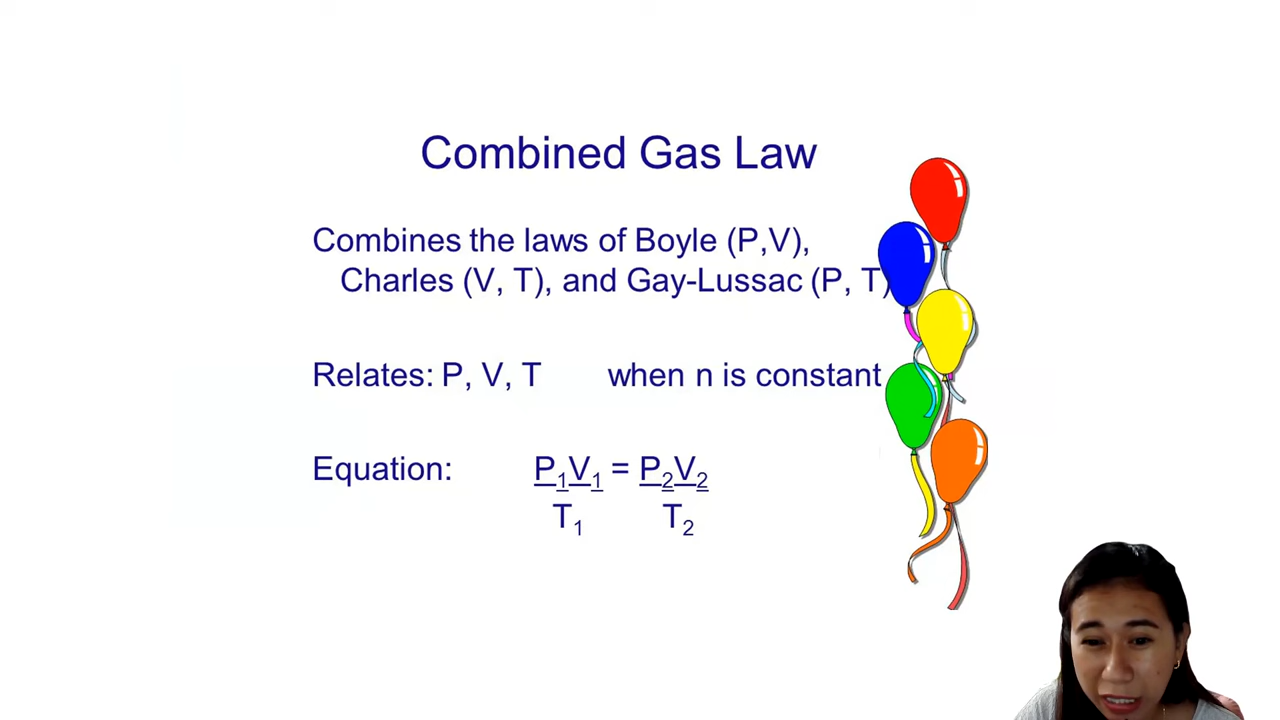 Combined Gas Law
Combines the laws of Boyle (P,V),
Charles (V, T), and Gay-Lussac (P, T)
Relates: P, V, T when n is constant
Equation: P₁V₁ = P₂V₂
T₁ T₂